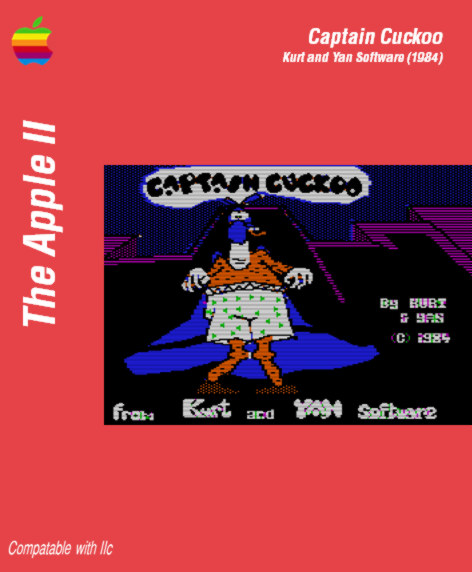 Captain Cuckoo
Kurt and Yan Software (1984)
The Apple II
CAPTAIN CUCKOO
By KURT
& YAN
(C) 1984
from Kurt and YAN Software
Compatable with IIc